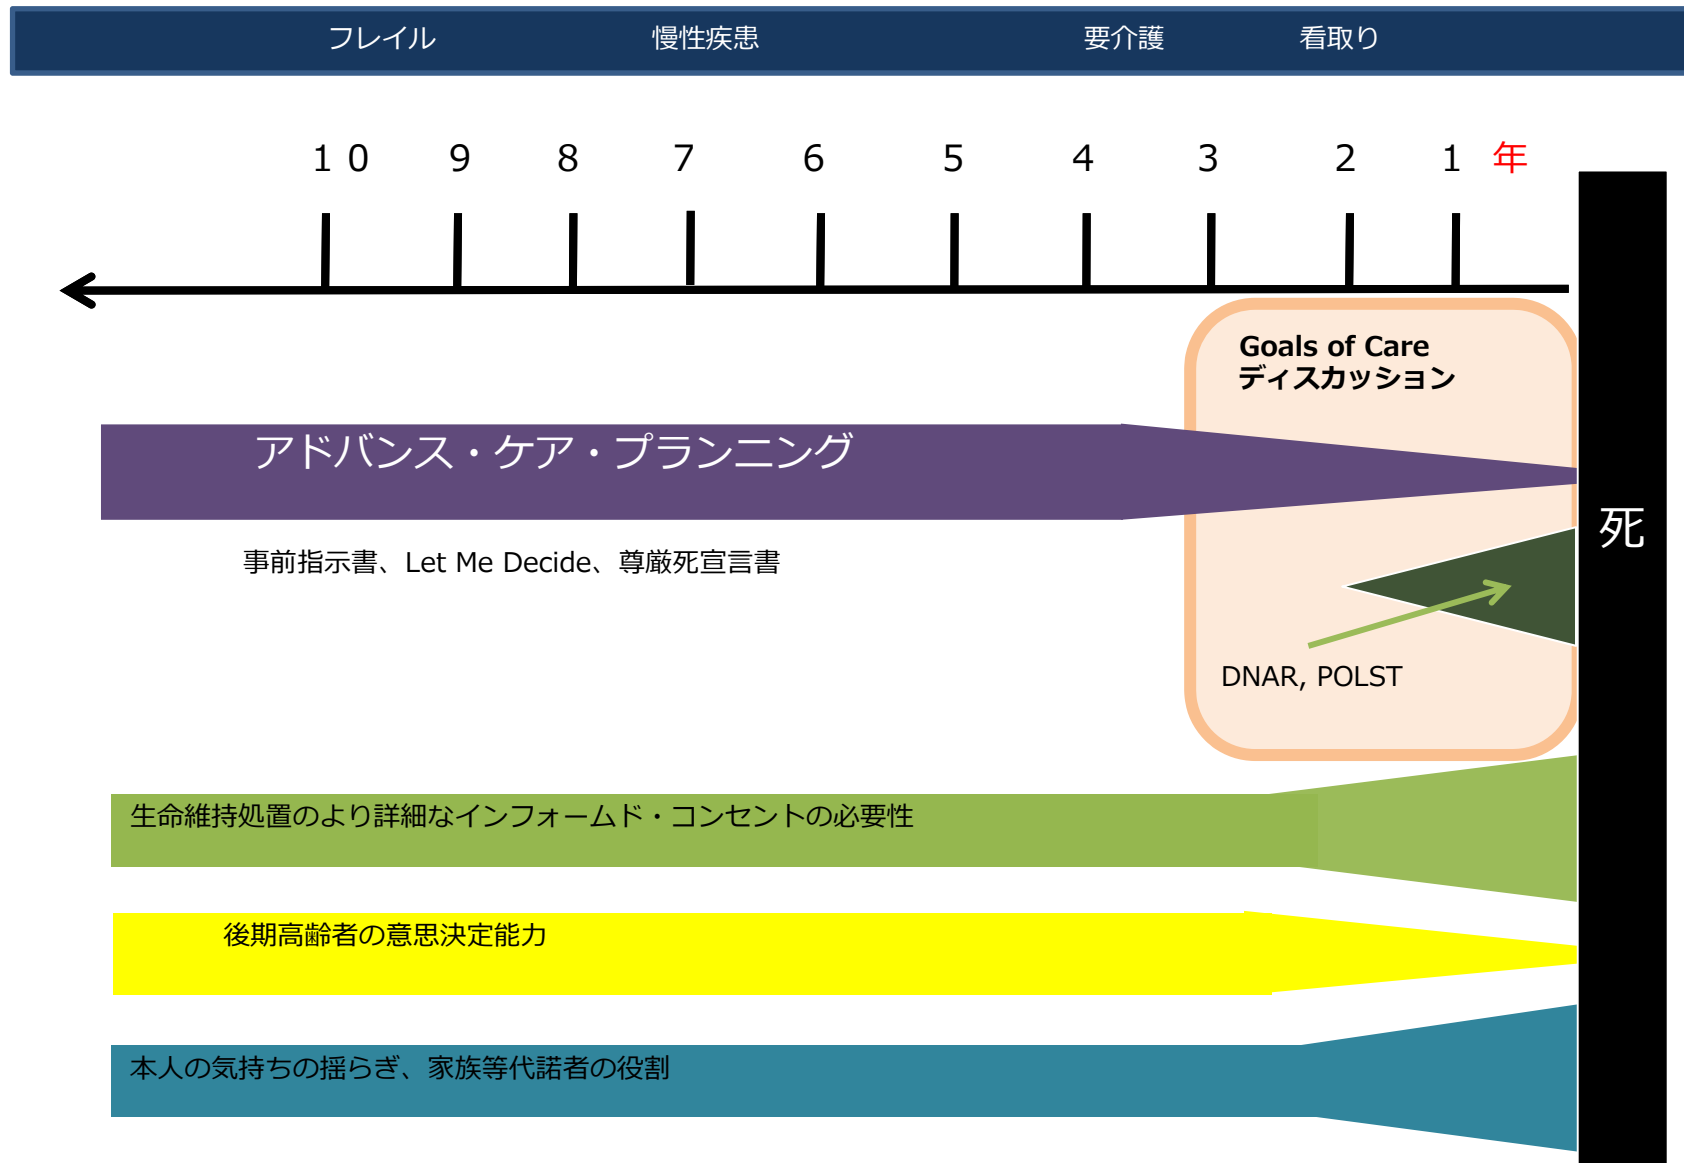 フレイル 慢性疾患 要介護 看取り
１０ ９ ８ ７ ６ ５ ４ ３ ２ １ 年
Goals of Care
ディスカッション
アドバンス・ケア・プランニング
死
事前指示書、Let Me Decide、尊厳死宣言書
DNAR, POLST
生命維持処置のより詳細なインフォームド・コンセントの必要性
後期高齢者の意思決定能力
本人の気持ちの揺らぎ、家族等代諾者の役割